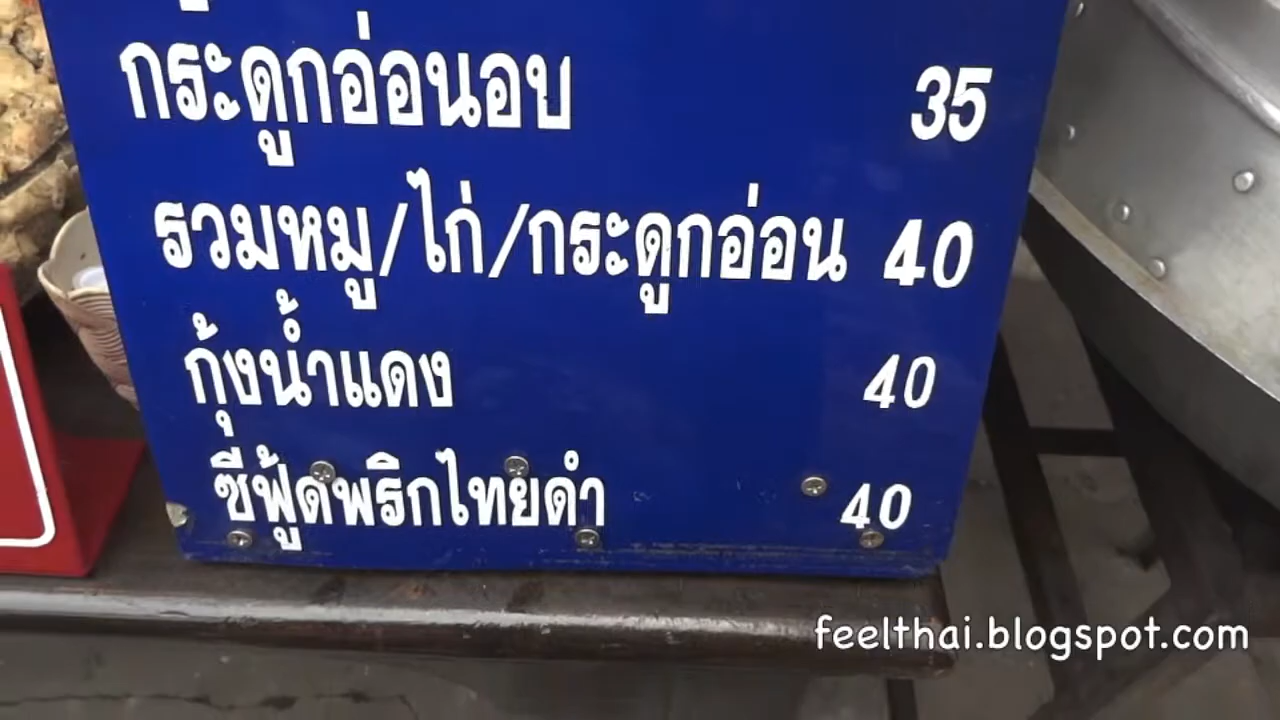 กระดูกอ่อนอบ 35
รวมหมู/ไก่/กระดูกอ่อน 40
กุ้งน้ำแดง 40
ซีฟู้ดพริกไทยดำ 40
feelthai.blogspot.com